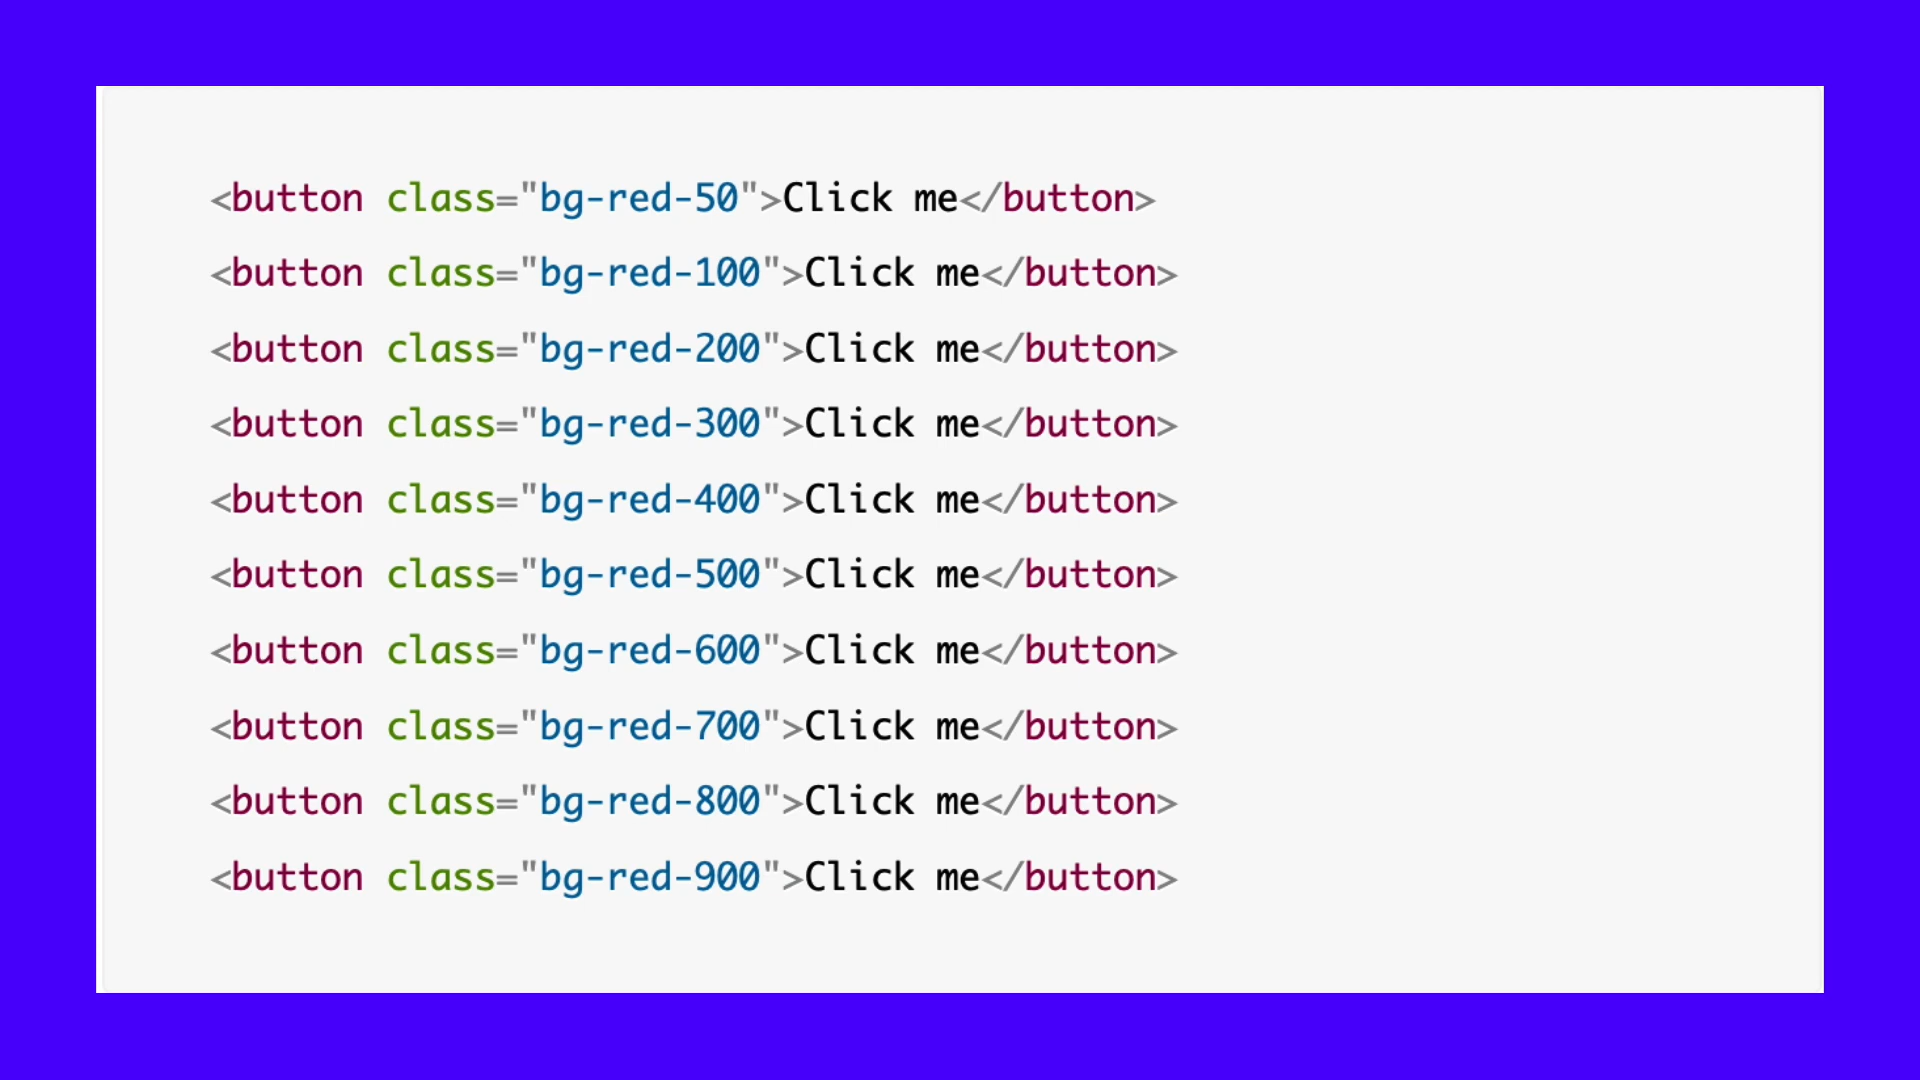 <button class="bg-red-50">Click me</button>
<button class="bg-red-100">Click me</button>
<button class="bg-red-200">Click me</button>
<button class="bg-red-300">Click me</button>
<button class="bg-red-400">Click me</button>
<button class="bg-red-500">Click me</button>
<button class="bg-red-600">Click me</button>
<button class="bg-red-700">Click me</button>
<button class="bg-red-800">Click me</button>
<button class="bg-red-900">Click me</button>